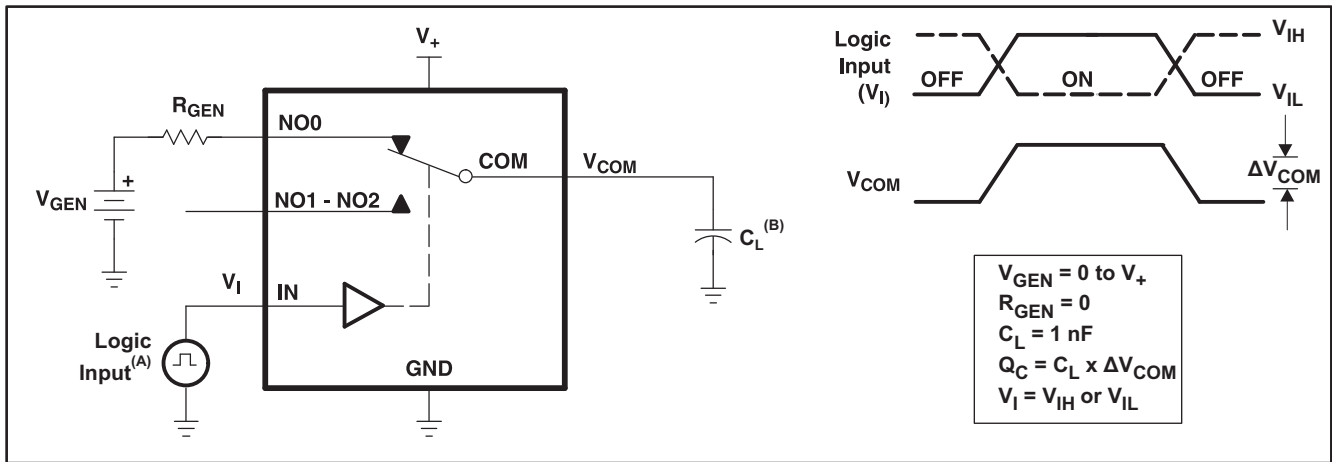 V+
RGEN
NO0
COM
VCOM
+
VGEN
NO1 - NO2
CL(B)
VI
IN
Logic
Input(A)
GND
Logic
Input
(VI)
OFF
ON
OFF
VIH
VIL
VCOM
ΔVCOM
VGEN = 0 to V+
RGEN = 0
CL = 1 nF
QC = CL x ΔVCOM
VI = VIH or VIL